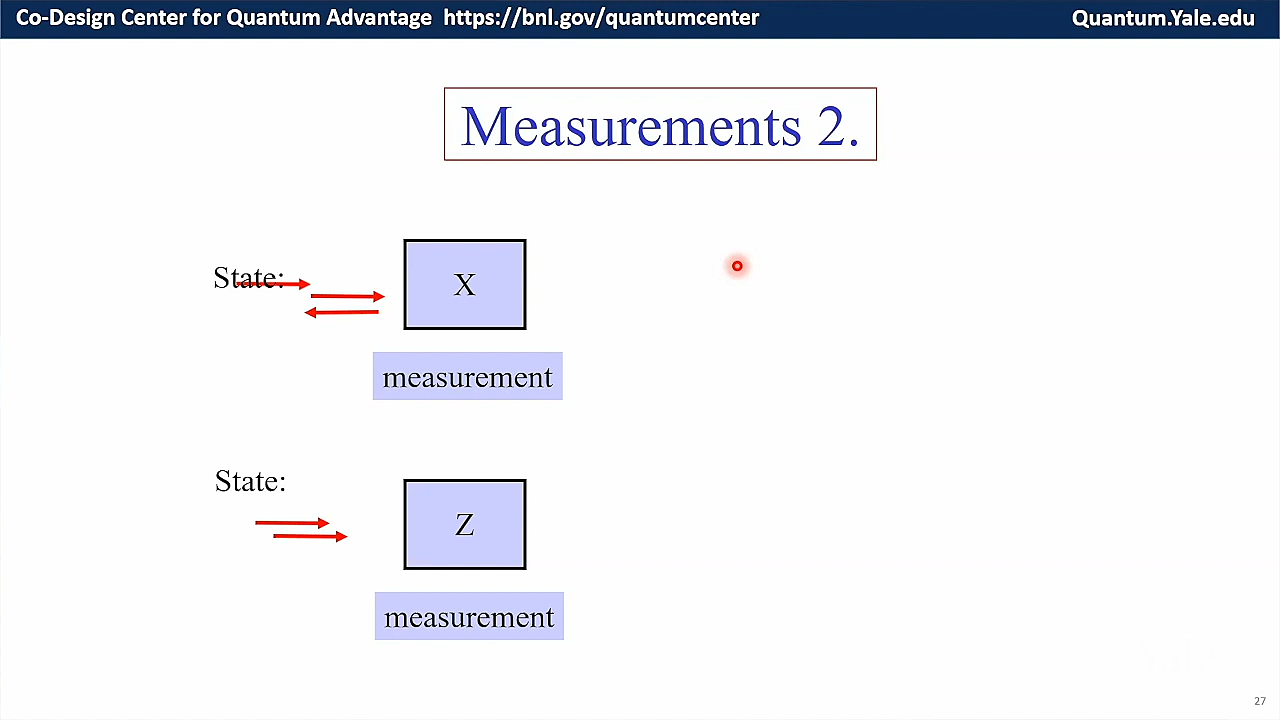 Co-Design Center for Quantum Advantage https://bnl.gov/quantumcenter Quantum.Yale.edu
Measurements 2.
State:
X
measurement
State:
Z
measurement
27